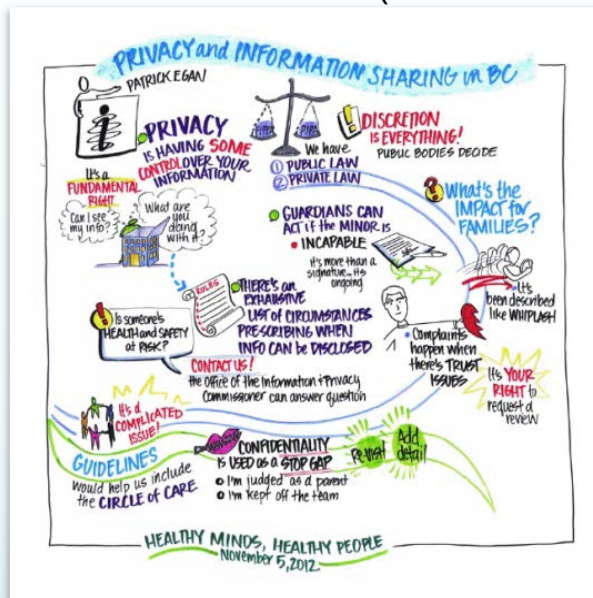 PRIVACY and INFORMATION SHARING in BC
PATRICK EGAN
i
PRIVACY
IS HAVING SOME
CONTROL OVER YOUR
INFORMATION
It's a
FUNDAMENTAL
RIGHT
Can I see
my info?
What are
you
doing
with it?
We have
① PUBLIC LAW
② PRIVATE LAW
DISCRETION
IS EVERYTHING!
PUBLIC BODIES DECIDE
What's the
IMPACT for
FAMILIES?
It's
been described
like WHIPLASH
GUARDIANS CAN
ACT if the MINOR is
INCAPABLE
It's more than a
signature... its
ongoing
RULES
THERE'S an
EXHAUSTIVE
LIST of CIRCUMSTANCES
PRESCRIBING WHEN
INFO CAN be DISCLOSED
Is someone's
HEALTH and SAFETY
at RISK?
CONTACT US!
the Office of the Information & Privacy
Commissioner can answer question
Complaints
happen when
there's TRUST
ISSUES
It's YOUR
RIGHT to
request a
review
It's a
COMPLICATED
ISSUE!
GUIDELINES
would help us include
the CIRCLE of CARE
CONFIDENTIALITY
is USED as a STOP GAP
I'm judged as a parent
I'm kept off the team
Add
detail
HEALTHY MINDS, HEALTHY PEOPLE
November 5, 2012